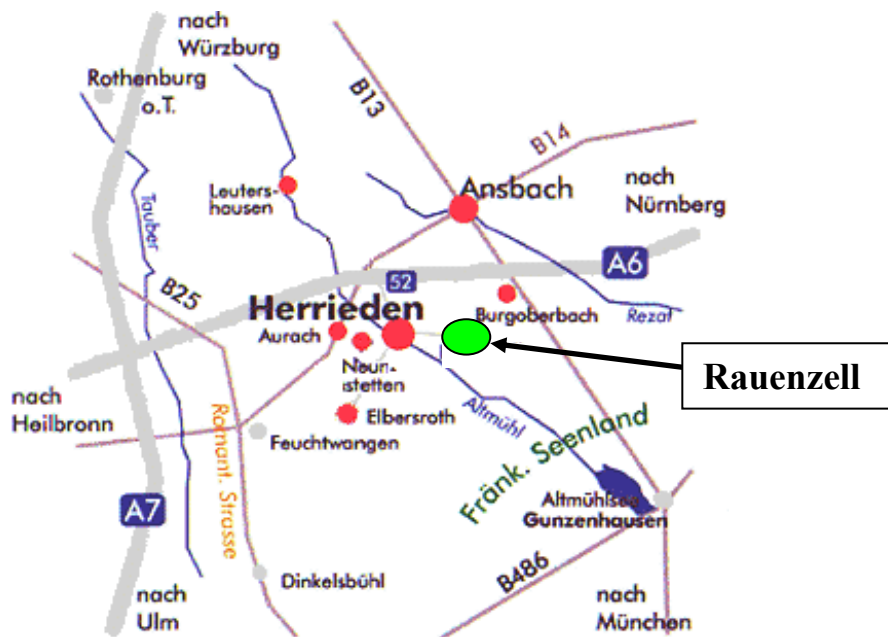 nach
Würzburg
Rothenburg
o.T.
B13
B14
Leuters-
hausen
Ansbach
nach
Nürnberg
Tauber
A6
52
B25
Herrieden
Burgoberbach
Rezat
Aurach
Neun-
stetten
Rauenzell
nach
Heilbronn
Elbersroth
Altmühl
Feuchtwangen
Romant. Strasse
Fränk. Seenland
A7
Altmühlsee
Gunzenhausen
B486
Dinkelsbühl
nach
Ulm
nach
München